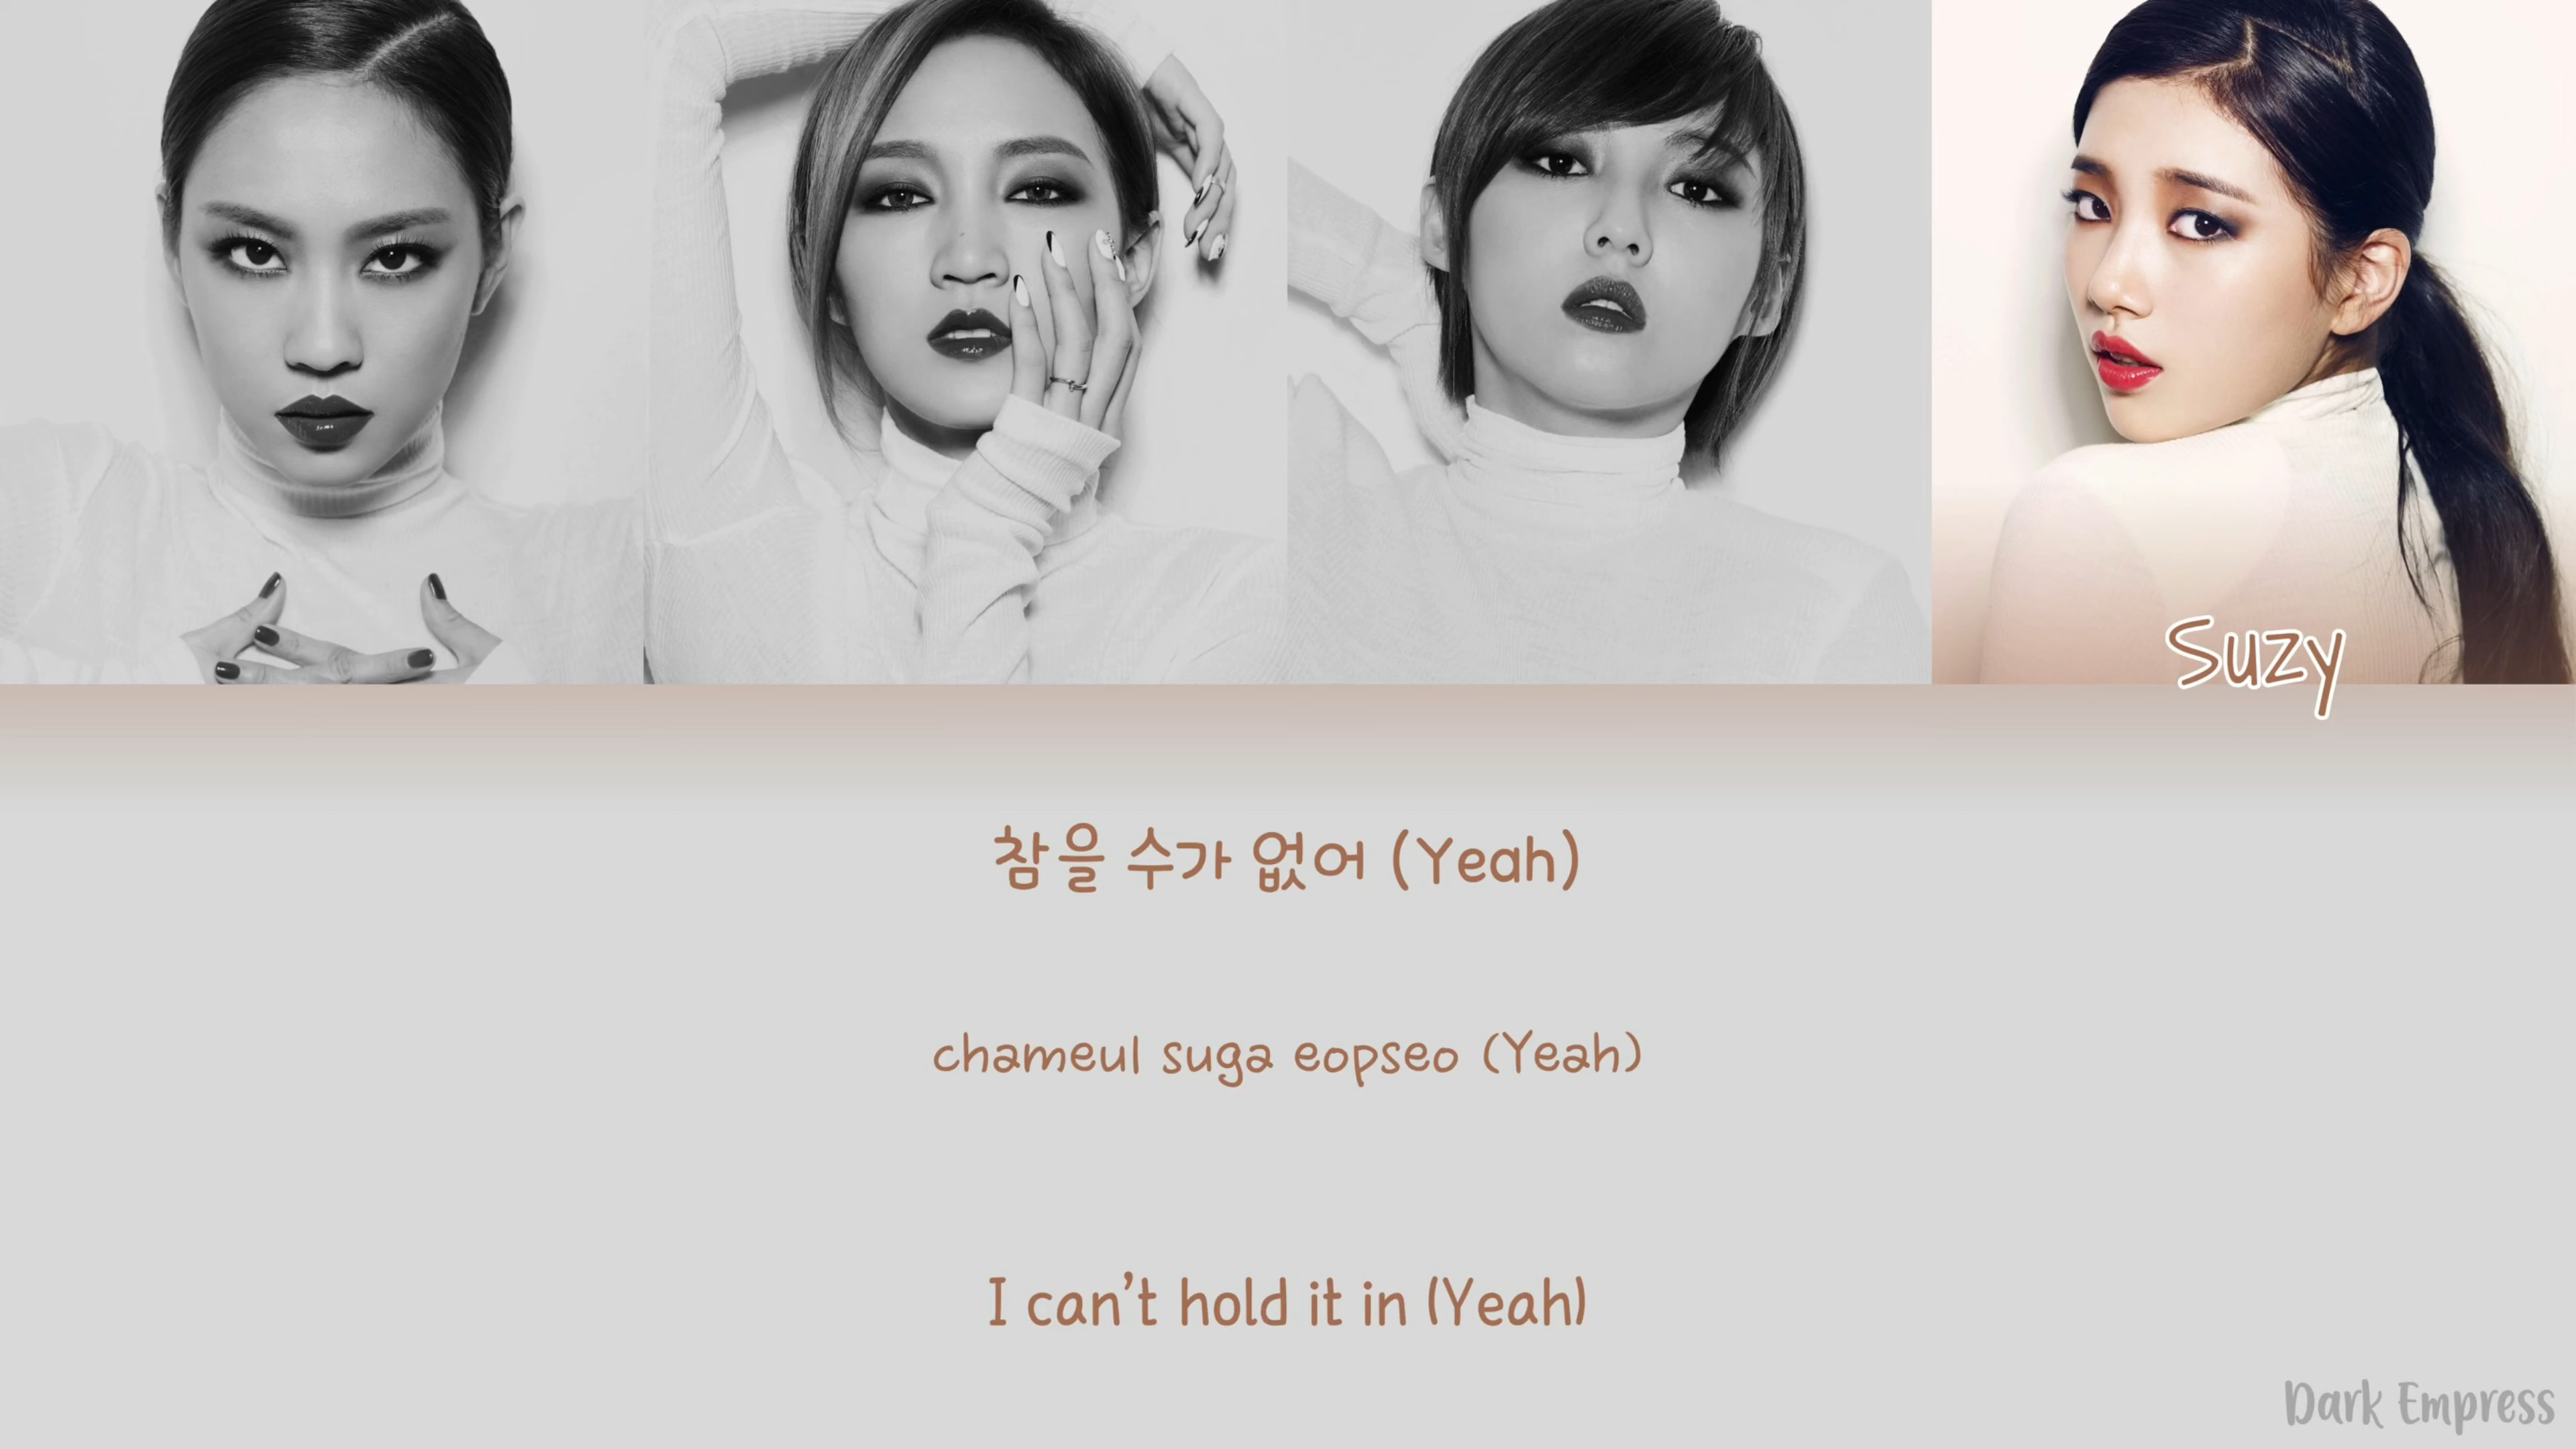 Suzy
참을 수가 없어 (Yeah)
chameul suga eopseo (Yeah)
I can't hold it in (Yeah)
Dark Empress